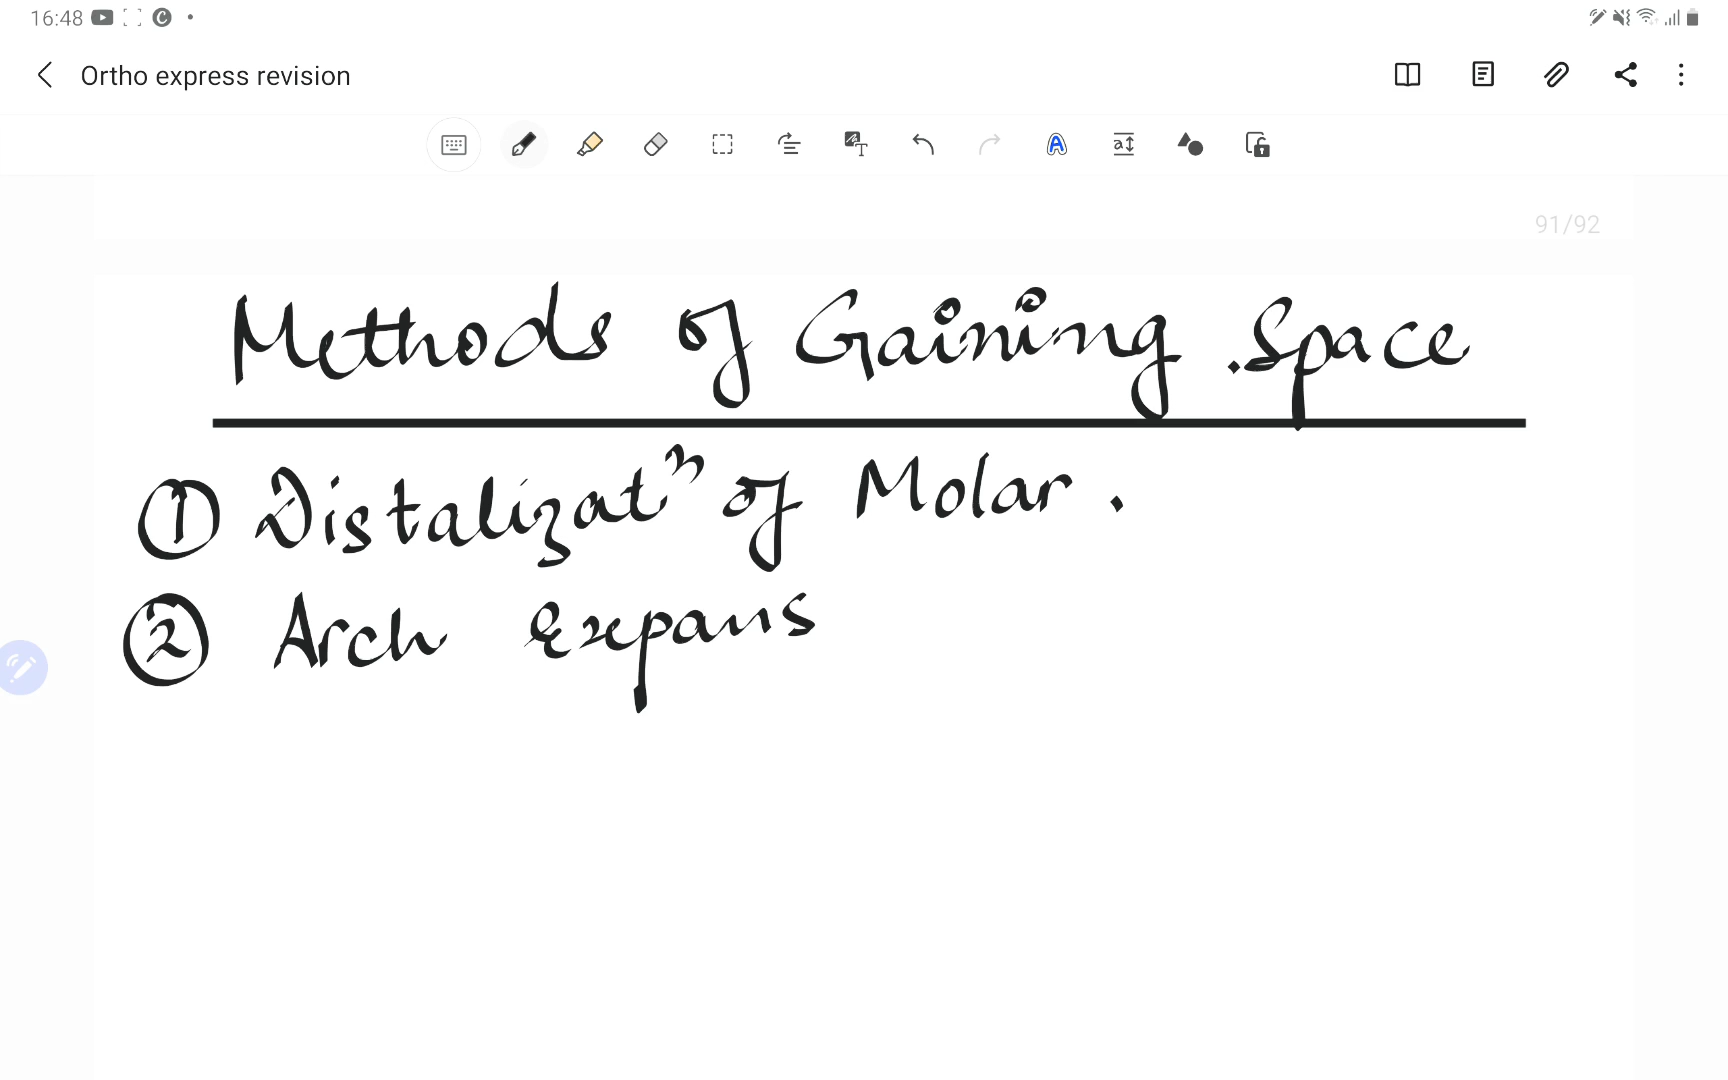 16:48
Ortho express revision
91/92
Methods of Gaining Space
① Distalizatⁿ of Molar.
② Arch Expans